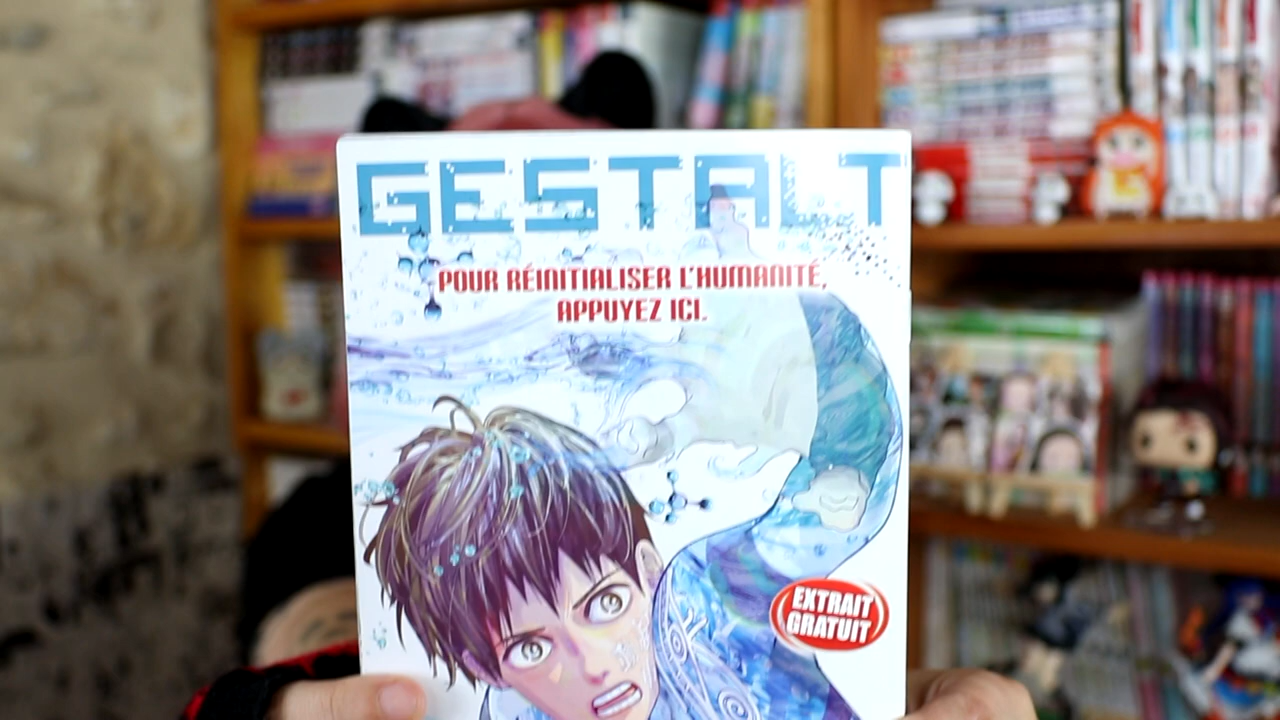 GESTALT
POUR RÉINITIALISER L'HUMANITÉ,
APPUYEZ ICI.
EXTRAIT
GRATUIT